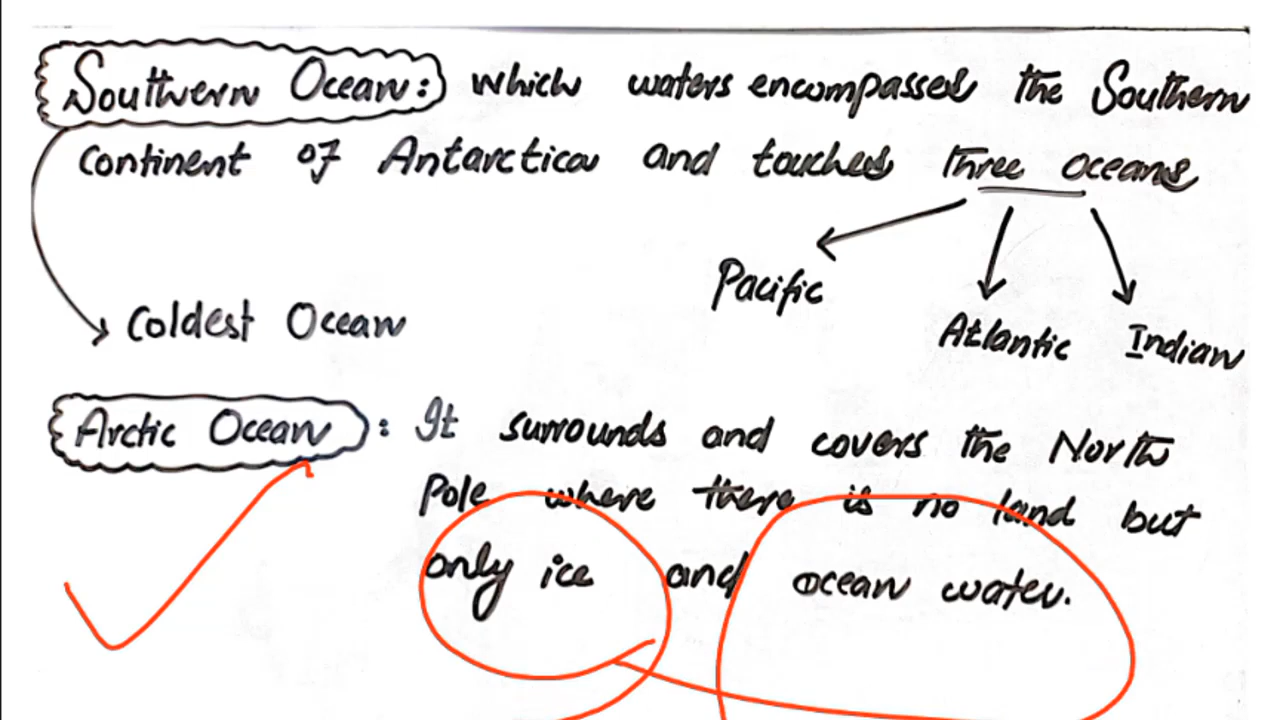 Southern Ocean: which waters encompassed the Southern
continent of Antarctica and touches three oceans
Pacific
Atlantic Indian
Coldest Ocean
Arctic Ocean: It surrounds and covers the North
Pole where there is no land but
only ice and ocean water.